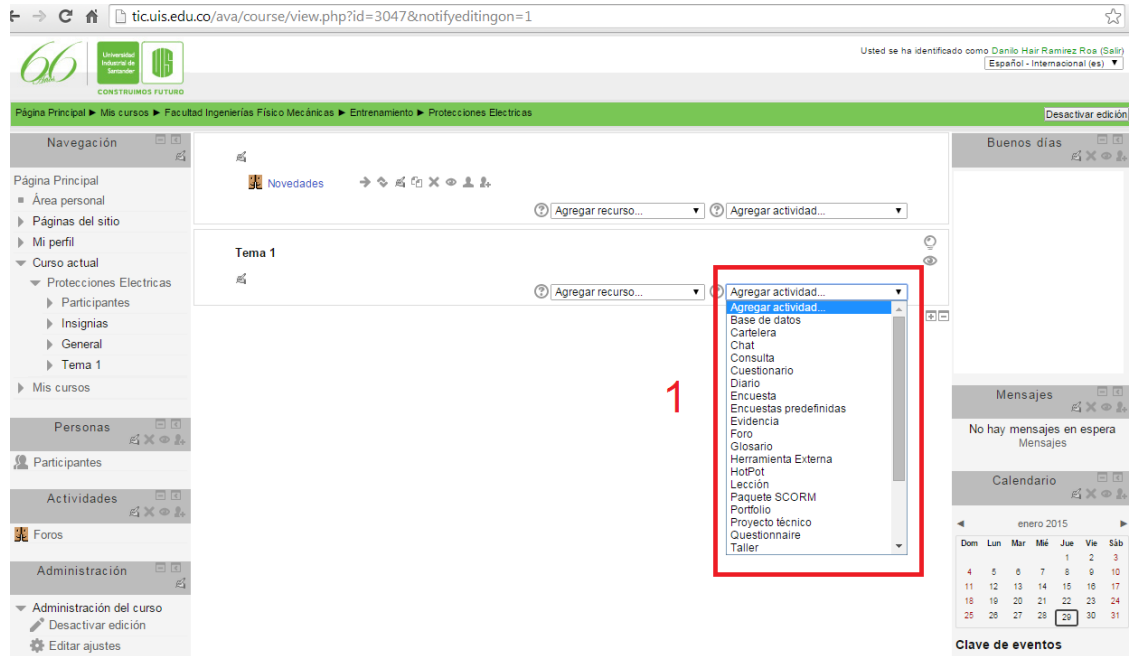 tic.uis.edu.co/ava/course/view.php?id=3047&notifyeditingon=1
66
Universidad
Industrial de
Santander
UIS
CONSTRUIMOS FUTURO
Usted se ha identificado como Danilo Hair Ramirez Roa (Salir)
Español - Internacional (es)
Página Principal ► Mis cursos ► Facultad Ingenierías Físico Mecánicas ► Entrenamiento ► Protecciones Electricas
Desactivar edición
Navegación
Página Principal
Área personal
Páginas del sitio
Mi perfil
Curso actual
Protecciones Electricas
Participantes
Insignias
General
Tema 1
Mis cursos
Personas
Participantes
Actividades
Foros
Administración
Administración del curso
Desactivar edición
Editar ajustes
Novedades
Agregar recurso... Agregar actividad...
Tema 1
Agregar recurso... Agregar actividad...
1
Agregar actividad...
Base de datos
Cartelera
Chat
Consulta
Cuestionario
Diario
Encuesta
Encuestas predefinidas
Evidencia
Foro
Glosario
Herramienta Externa
HotPot
Lección
Paquete SCORM
Portfolio
Proyecto técnico
Questionnaire
Taller
Buenos días
Mensajes
No hay mensajes en espera
Mensajes
Calendario
◄ enero 2015 ►
Dom Lun Mar Mié Jue Vie Sáb
1 2 3
4 5 6 7 8 9 10
11 12 13 14 15 16 17
18 19 20 21 22 23 24
25 26 27 28 29 30 31
Clave de eventos